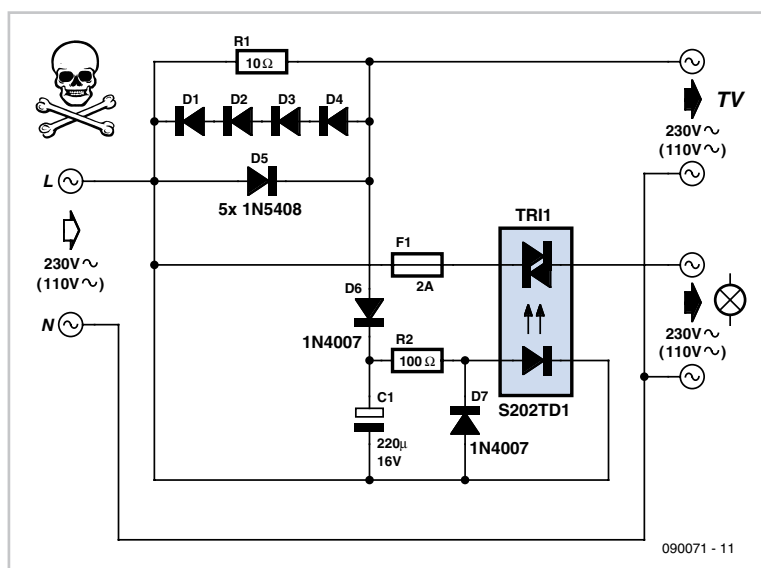 R1
10Ω
D1 D2 D3 D4
TV
230V~
(110V~)
L
D5
5x 1N5408
230V~
(110V~)
N
F1
2A
TRI1
D6
1N4007
R2
100Ω
230V~
(110V~)
C1
220µ
16V
D7
1N4007
S202TD1
090071 - 11